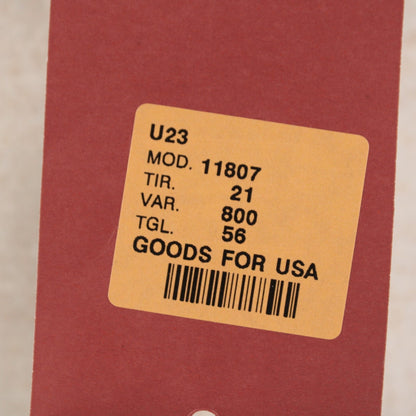 U23
MOD. 11807
TIR. 21
VAR. 800
TGL. 56
GOODS FOR USA